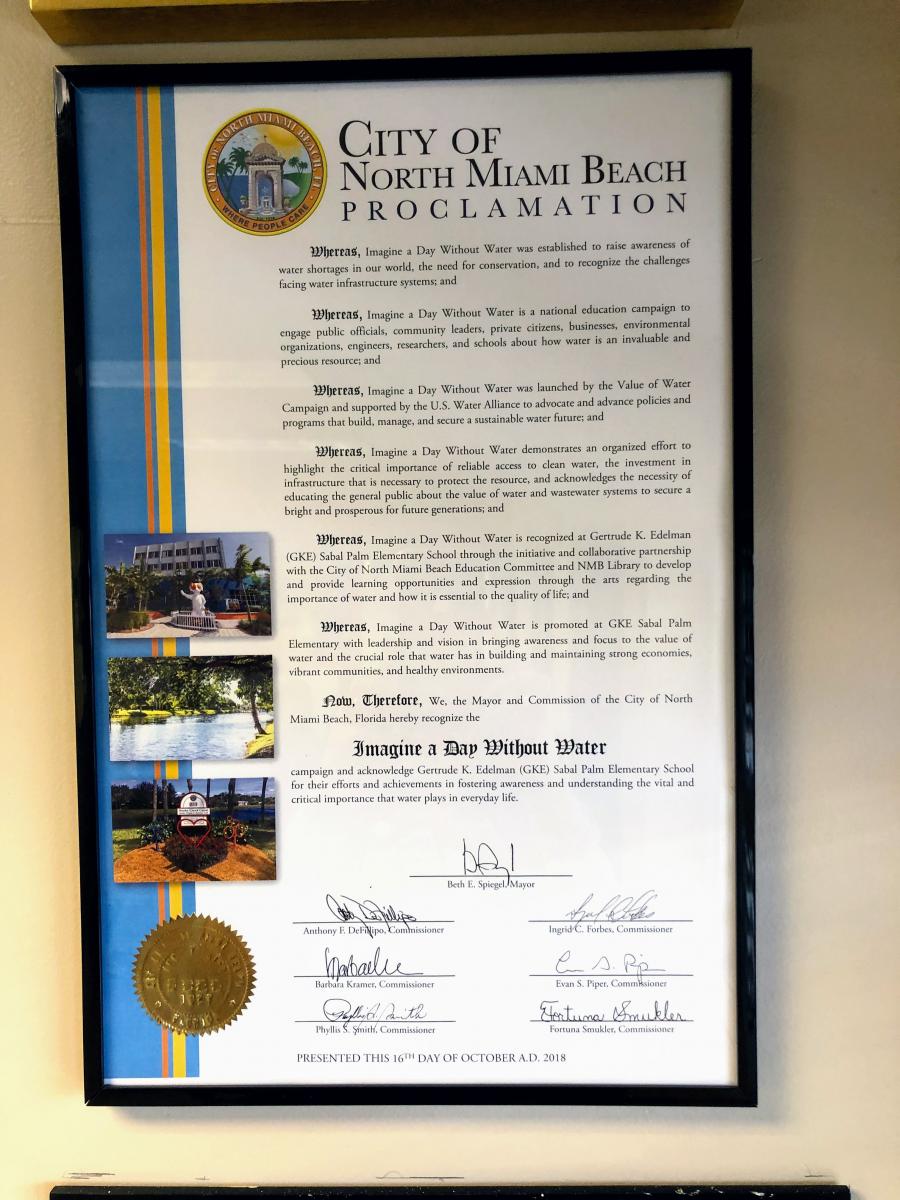 CITY OF NORTH MIAMI BEACH, FL
WHERE PEOPLE CARE
CITY OF
NORTH MIAMI BEACH
PROCLAMATION
Whereas, Imagine a Day Without Water was established to raise awareness of
water shortages in our world, the need for conservation, and to recognize the challenges
facing water infrastructure systems; and
Whereas, Imagine a Day Without Water is a national education campaign to
engage public officials, community leaders, private citizens, businesses, environmental
organizations, engineers, researchers, and schools about how water is an invaluable and
precious resource; and
Whereas, Imagine a Day Without Water was launched by the Value of Water
Campaign and supported by the U.S. Water Alliance to advocate and advance policies and
programs that build, manage, and secure a sustainable water future; and
Whereas, Imagine a Day Without Water demonstrates an organized effort to
highlight the critical importance of reliable access to clean water, the investment in
infrastructure that is necessary to protect the resource, and acknowledges the necessity of
educating the general public about the value of water and wastewater systems to secure a
bright and prosperous for future generations; and
Whereas, Imagine a Day Without Water is recognized at Gertrude K. Edelman
(GKE) Sabal Palm Elementary School through the initiative and collaborative partnership
with the City of North Miami Beach Education Committee and NMB Library to develop
and provide learning opportunities and expression through the arts regarding the
importance of water and how it is essential to the quality of life; and
Whereas, Imagine a Day Without Water is promoted at GKE Sabal Palm
Elementary with leadership and vision in bringing awareness and focus to the value of
water and the crucial role that water has in building and maintaining strong economies,
vibrant communities, and healthy environments.
Now, Therefore, We, the Mayor and Commission of the City of North
Miami Beach, Florida hereby recognize the
Imagine a Day Without Water
campaign and acknowledge Gertrude K. Edelman (GKE) Sabal Palm Elementary School
for their efforts and achievements in fostering awareness and understanding the vital and
critical importance that water plays in everyday life.
Beth E. Spiegel, Mayor
Anthony F. DeFillipo, Commissioner
Ingrid C. Forbes, Commissioner
Barbara Kramer, Commissioner
Evan S. Piper, Commissioner
Phyllis S. Smith
Fortuna Smukler
Phyllis S. Smith, Commissioner
Fortuna Smukler, Commissioner
PRESENTED THIS 16TH DAY OF OCTOBER A.D. 2018